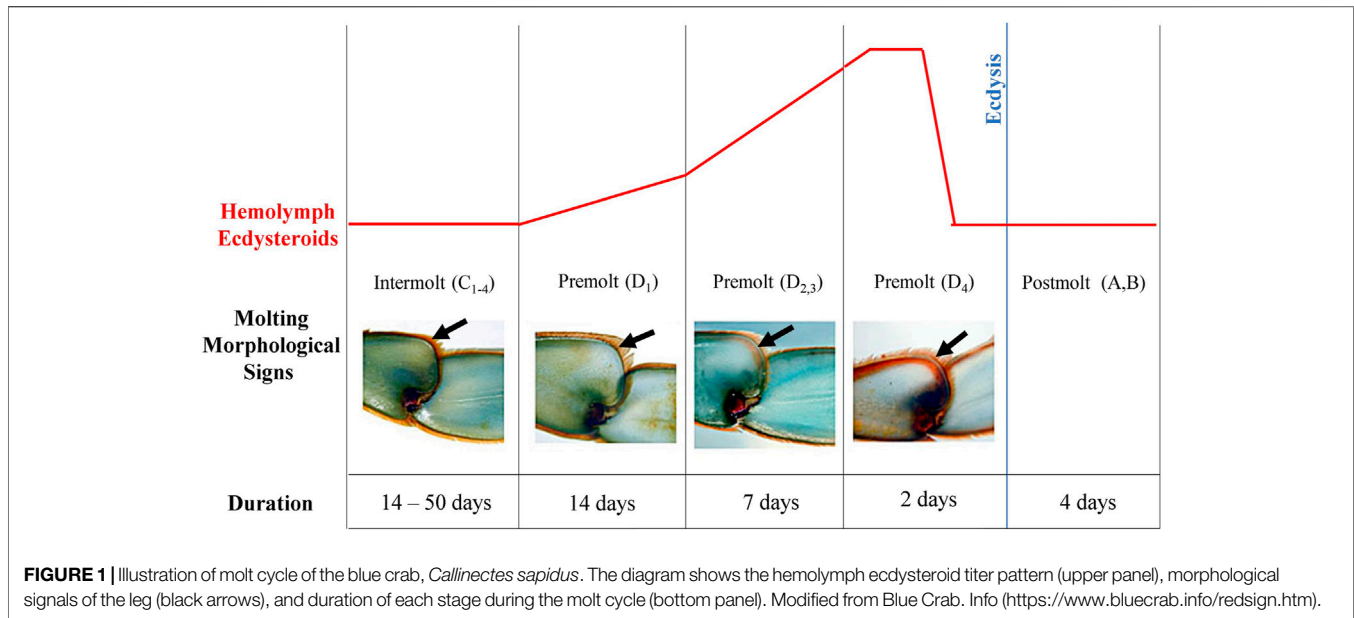 Ecdysis
Hemolymph
Ecdysteroids
Intermolt (C1-4)
Premolt (D1)
Premolt (D2,3)
Premolt (D4)
Postmolt (A,B)
Molting
Morphological
Signs
Duration
14 – 50 days
14 days
7 days
2 days
4 days
FIGURE 1 | Illustration of molt cycle of the blue crab, Callinectes sapidus. The diagram shows the hemolymph ecdysteroid titer pattern (upper panel), morphological
signals of the leg (black arrows), and duration of each stage during the molt cycle (bottom panel). Modified from Blue Crab. Info (https://www.bluecrab.info/redsign.htm).